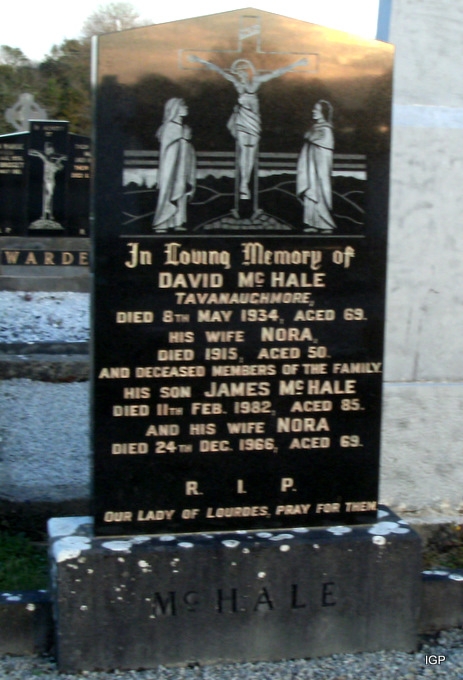 In Loving Memory of
DAVID McHALE
TAVANAUCHMORE,
DIED 8TH MAY 1934, AGED 69.
HIS WIFE NORA,
DIED 1915, AGED 50.
AND DECEASED MEMBERS OF THE FAMILY.
HIS SON JAMES McHALE
DIED 11TH FEB. 1982, AGED 85.
AND HIS WIFE NORA
DIED 24TH DEC. 1966, AGED 69.
R. I. P.
OUR LADY OF LOURDES, PRAY FOR THEM
McHALE
WARDE
IGP